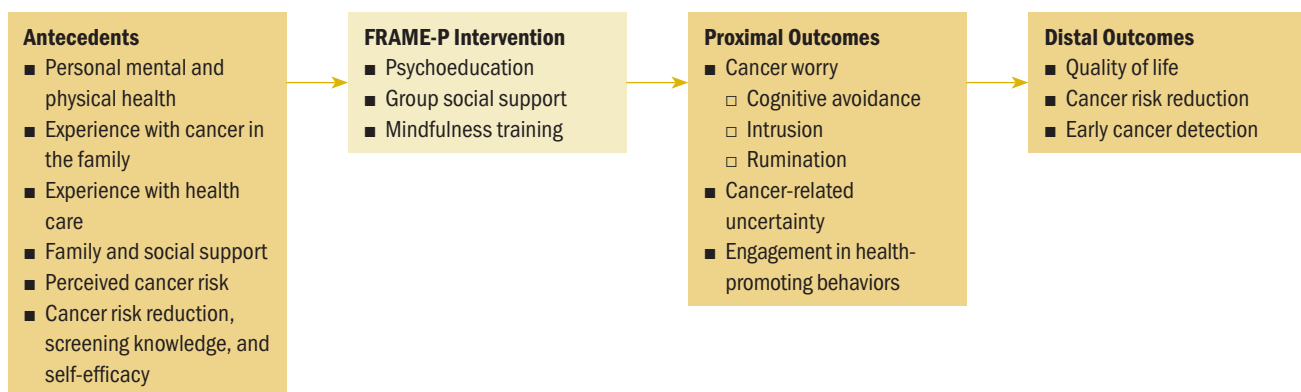 Antecedents
■ Personal mental and
physical health
■ Experience with cancer in
the family
■ Experience with health
care
■ Family and social support
■ Perceived cancer risk
■ Cancer risk reduction,
screening knowledge, and
self-efficacy
FRAME-P Intervention
■ Psychoeducation
■ Group social support
■ Mindfulness training
Proximal Outcomes
■ Cancer worry
□ Cognitive avoidance
□ Intrusion
□ Rumination
■ Cancer-related
uncertainty
■ Engagement in health-
promoting behaviors
Distal Outcomes
■ Quality of life
■ Cancer risk reduction
■ Early cancer detection